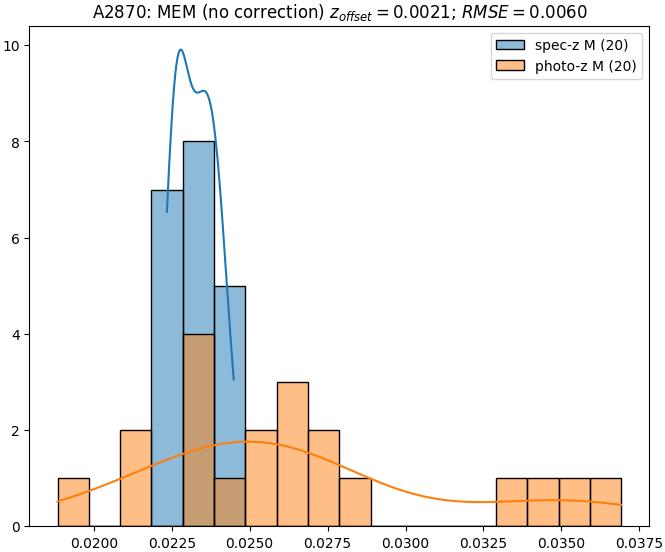 A2870: MEM (no correction) z_offset = 0.0021; RMSE = 0.0060
spec-z M (20)
photo-z M (20)
10
8
6
4
2
0
0.0200 0.0225 0.0250 0.0275 0.0300 0.0325 0.0350 0.0375